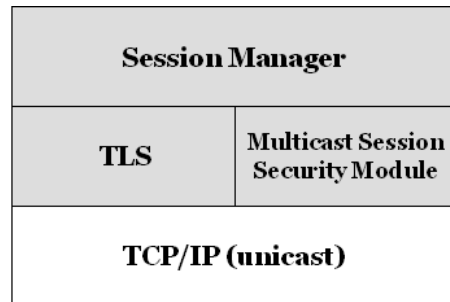 Session Manager
TLS
Multicast Session
Security Module
TCP/IP (unicast)